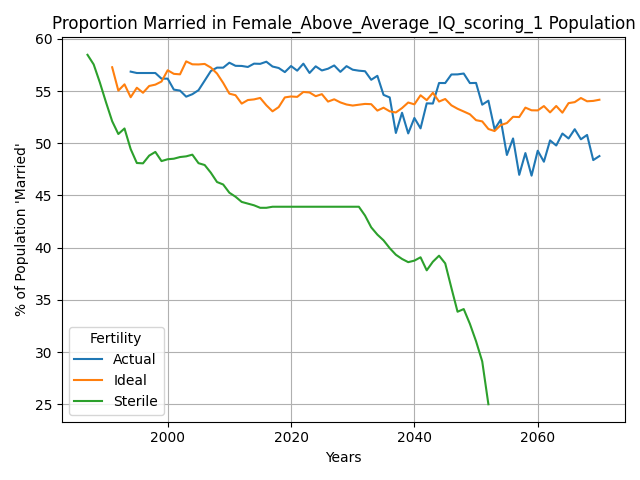 Proportion Married in Female_Above_Average_IQ_scoring_1 Population
% of Population 'Married'
60
55
50
45
40
35
30
25
Fertility
Actual
Ideal
Sterile
2000
2020
2040
2060
Years